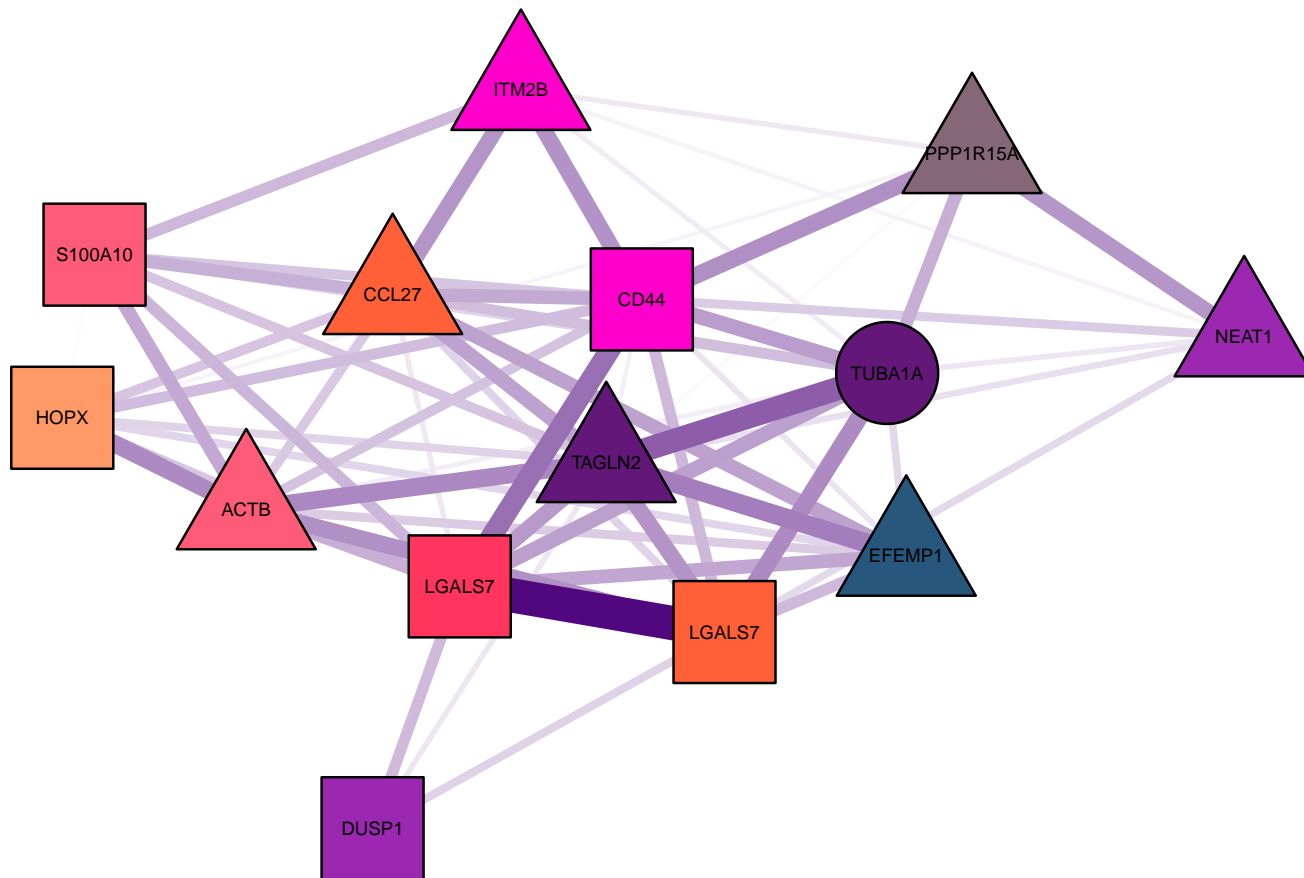 ITM2B
PPP1R15A
S100A10
CCL27
CD44
NEAT1
TUBA1A
HOPX
TAGLN2
ACTB
EFEMP1
LGALS7
LGALS7
DUSP1